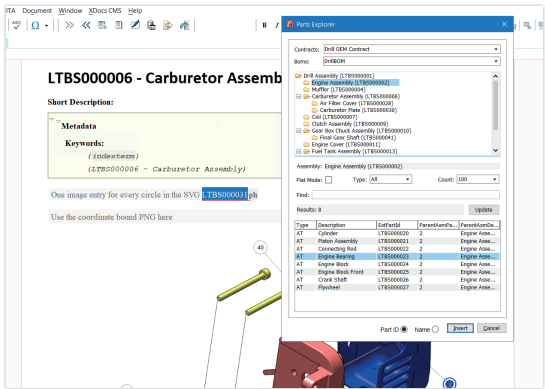 ITA Document Window XDocs CMS Help
ABC
B I
LTBS000006 - Carburetor Assemb
Short Description:
Metadata
Keywords:
(indexterm)
(LTBS000006 - Carburetor Assembly)
One image entry for every circle in the SVG LTBS000031 ph
Use the coordinate bound PNG here
40
Parts Explorer
Contracts: Drill OEM Contract
Boms: DrillBOM
Drill Assembly (LTBS000001)
Engine Assembly (LTBS000002)
Muffler (LTBS000004)
Carburetor Assembly (LTBS000006)
Air Filter Cover (LTBS000028)
Carburetor Plate (LTBS000030)
Coil (LTBS000007)
Clutch Assembly (LTBS000009)
Gear Box Chuck Assembly (LTBS000010)
Final Gear Shaft (LTBS000041)
Engine Cover (LTBS000011)
Fuel Tank Assembly (LTBS000013)
Assembly: Engine Assembly (LTBS000002)
Flat Mode: Type: All Count: 100
Find:
Results: 8 Update
Type Description ExtPartId ParentAsmPa... ParentAsmDe...
AT Cylinder LTBS000020 2 Engine Asse...
AT Piston Assembly LTBS000021 2 Engine Asse...
AT Connecting Rod LTBS000022 2 Engine Asse...
AT Engine Bearing LTBS000023 2 Engine Asse...
AT Engine Block LTBS000024 2 Engine Asse...
AT Engine Block Front LTBS000025 2 Engine Asse...
AT Crank Shaft LTBS000026 2 Engine Asse...
AT Flywheel LTBS000027 2 Engine Asse...
Part ID Name Insert Cancel